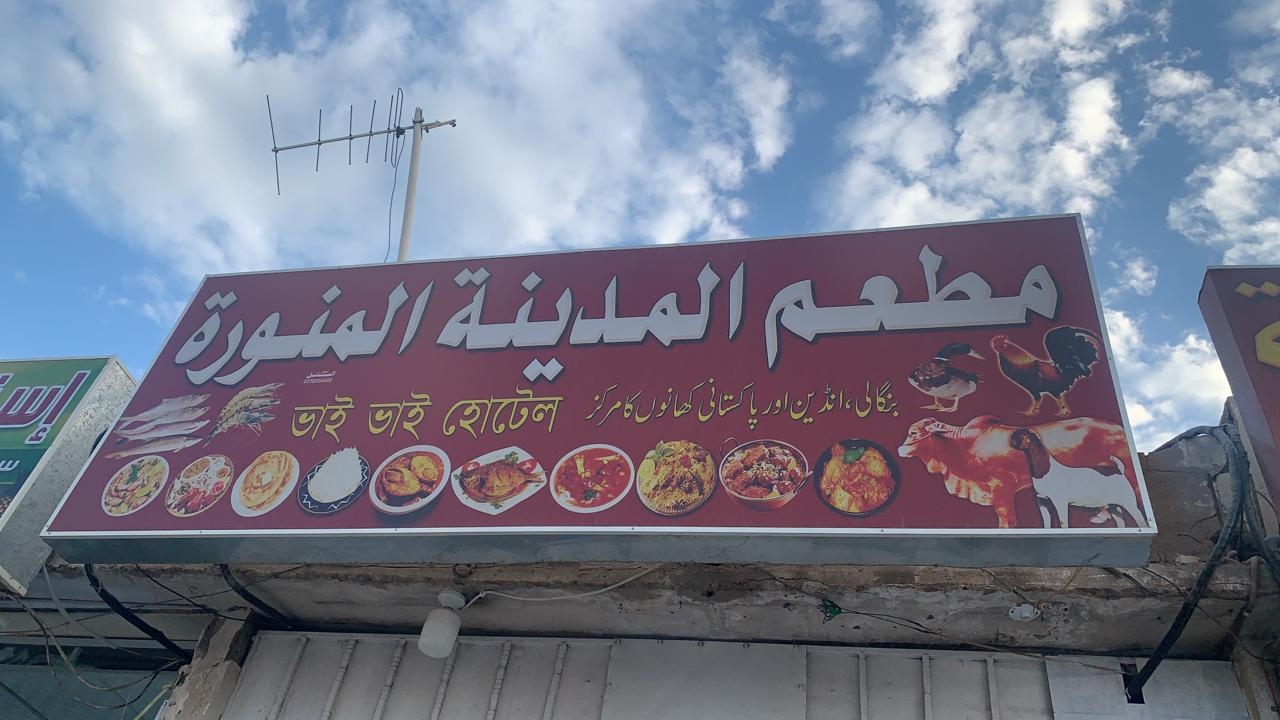 مطعم المدينة المنورة
ভাই ভাই হোটেল
بنگالی، انڈین اور پاکستانی کھانوں کا مرکز